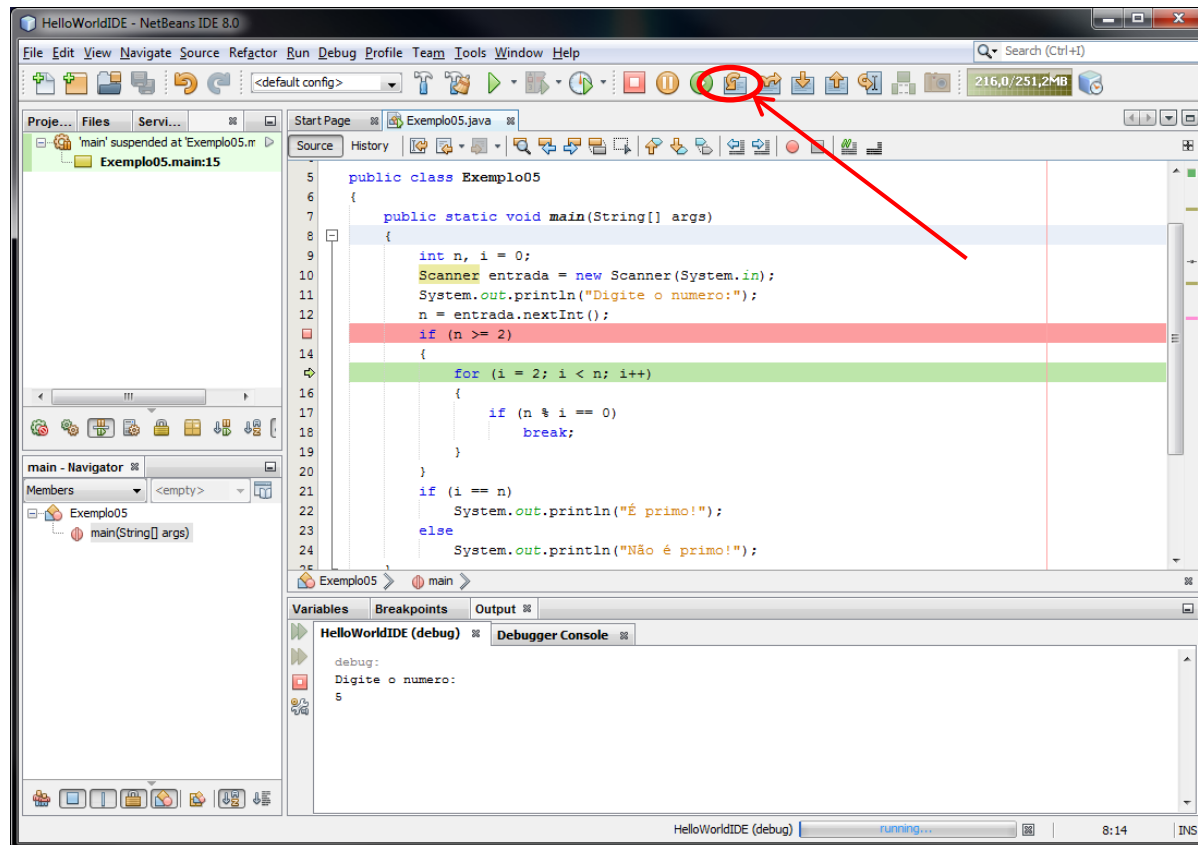 HelloWorldIDE - NetBeans IDE 8.0
File Edit View Navigate Source Refactor Run Debug Profile Team Tools Window Help
Search (Ctrl+I)
<default config>
216,0/251,2MB
Proje... Files Servi...
Start Page Exemplo05.java
'main' suspended at 'Exemplo05.m
Exemplo05.main:15
Source History
5 public class Exemplo05
6 {
7 public static void main(String[] args)
8 {
9 int n, i = 0;
10 Scanner entrada = new Scanner(System.in);
11 System.out.println("Digite o numero:");
12 n = entrada.nextInt();
if (n >= 2)
14 {
for (i = 2; i < n; i++)
16 {
17 if (n % i == 0)
18 break;
19 }
20 }
21 if (i == n)
22 System.out.println("É primo!");
23 else
24 System.out.println("Não é primo!");
25 }
main - Navigator
Members <empty>
Exemplo05
main(String[] args)
Exemplo05 main
Variables Breakpoints Output
HelloWorldIDE (debug) Debugger Console
debug:
Digite o numero:
5
HelloWorldIDE (debug) running... 8:14 INS